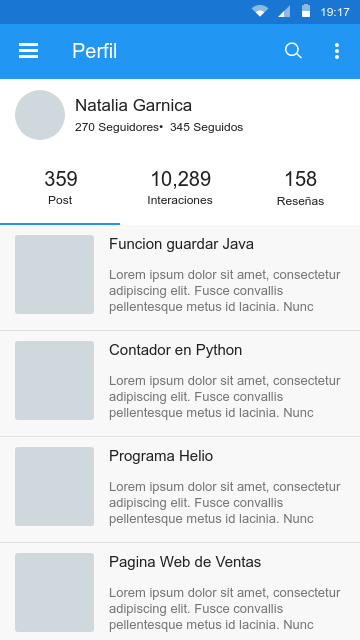 19:17
Perfil
Natalia Garnica
270 Seguidores•  345 Seguidos
359 10,289 158
Post Interaciones Reseñas
Funcion guardar Java
Lorem ipsum dolor sit amet, consectetur
adipiscing elit. Fusce convallis
pellentesque metus id lacinia. Nunc
Contador en Python
Lorem ipsum dolor sit amet, consectetur
adipiscing elit. Fusce convallis
pellentesque metus id lacinia. Nunc
Programa Helio
Lorem ipsum dolor sit amet, consectetur
adipiscing elit. Fusce convallis
pellentesque metus id lacinia. Nunc
Pagina Web de Ventas
Lorem ipsum dolor sit amet, consectetur
adipiscing elit. Fusce convallis
pellentesque metus id lacinia. Nunc